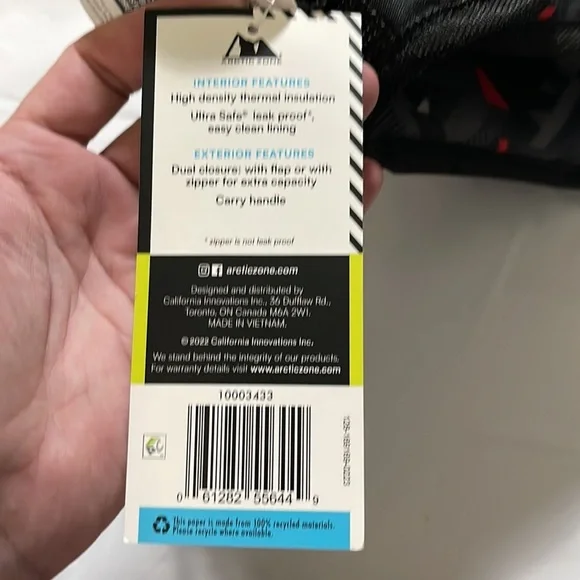 ARCTIC ZONE
INTERIOR FEATURES
High density thermal insulation
Ultra Safe® leak proof*,
easy clean lining
EXTERIOR FEATURES
Dual closure: with flap or with
zipper for extra capacity
Carry handle
* zipper is not leak proof
arcticzone.com
Designed and distributed by
California Innovations Inc., 36 Dufflaw Rd.,
Toronto, ON Canada M6A 2W1.
MADE IN VIETNAM.
© 2022 California Innovations Inc.
We stand behind the integrity of our products.
For warranty details visit www.arcticzone.com
10003433
0 61282 55644 9
This paper is made from 100% recycled materials.
Please recycle where available.